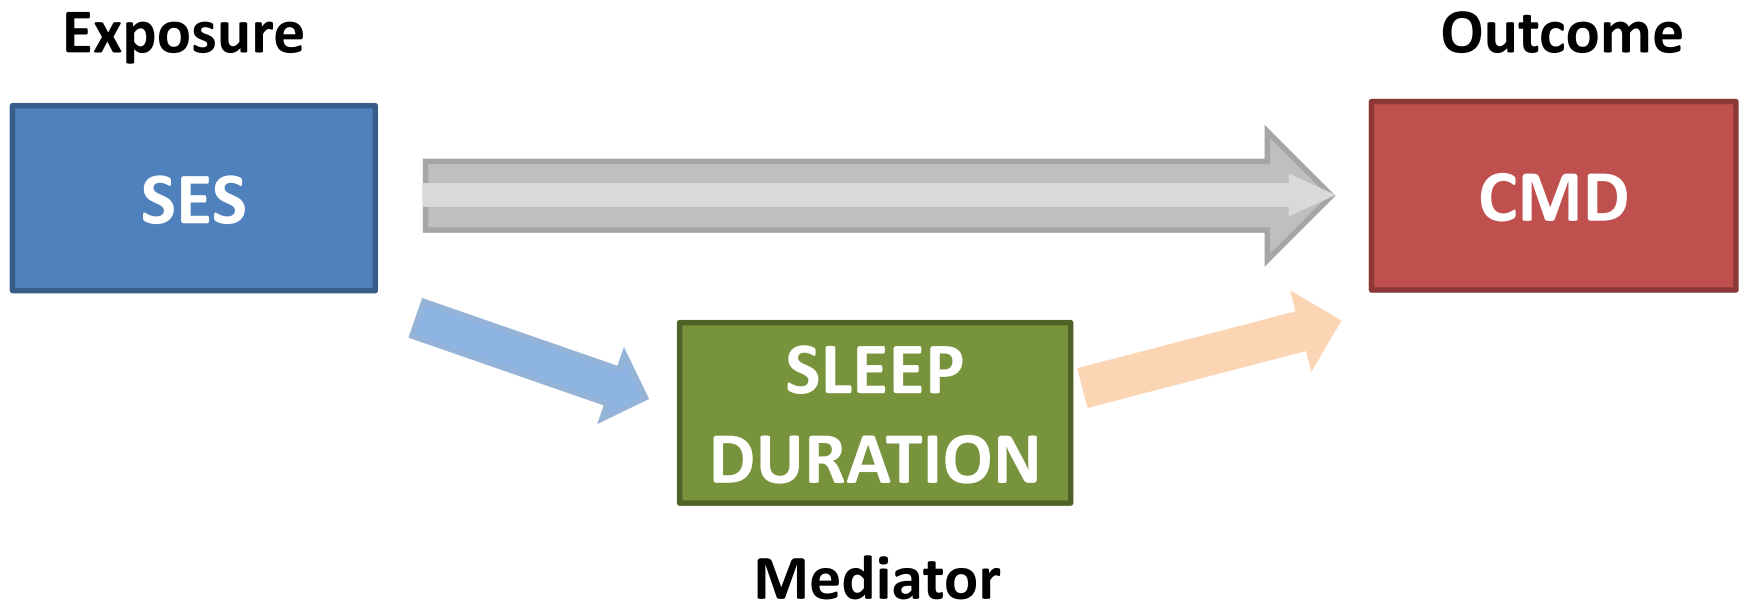 Exposure
Outcome
SES
CMD
SLEEP
DURATION
Mediator